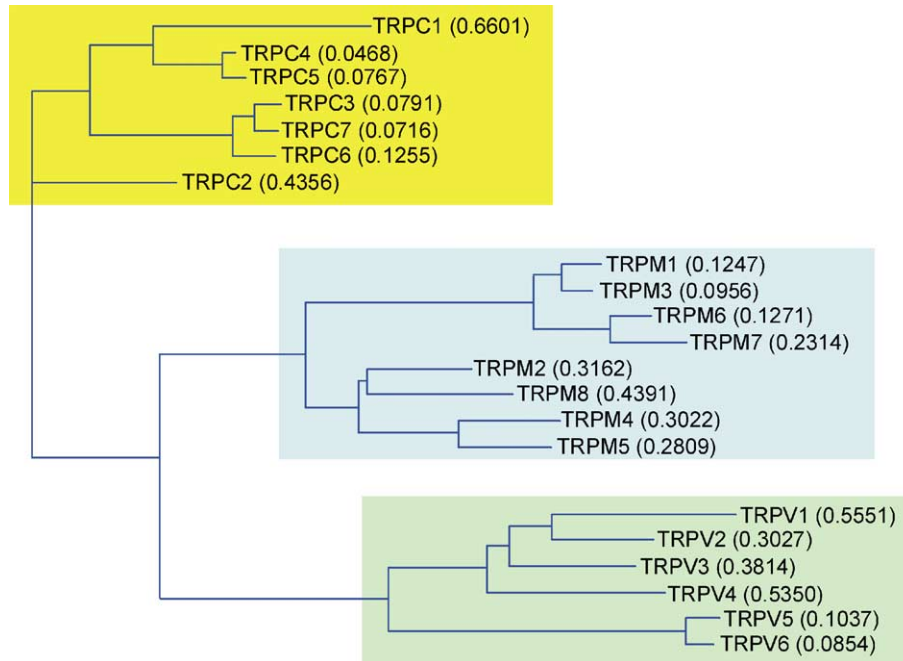 TRPC1 (0.6601)
TRPC4 (0.0468)
TRPC5 (0.0767)
TRPC3 (0.0791)
TRPC7 (0.0716)
TRPC6 (0.1255)
TRPC2 (0.4356)
TRPM1 (0.1247)
TRPM3 (0.0956)
TRPM6 (0.1271)
TRPM7 (0.2314)
TRPM2 (0.3162)
TRPM8 (0.4391)
TRPM4 (0.3022)
TRPM5 (0.2809)
TRPV1 (0.5551)
TRPV2 (0.3027)
TRPV3 (0.3814)
TRPV4 (0.5350)
TRPV5 (0.1037)
TRPV6 (0.0854)